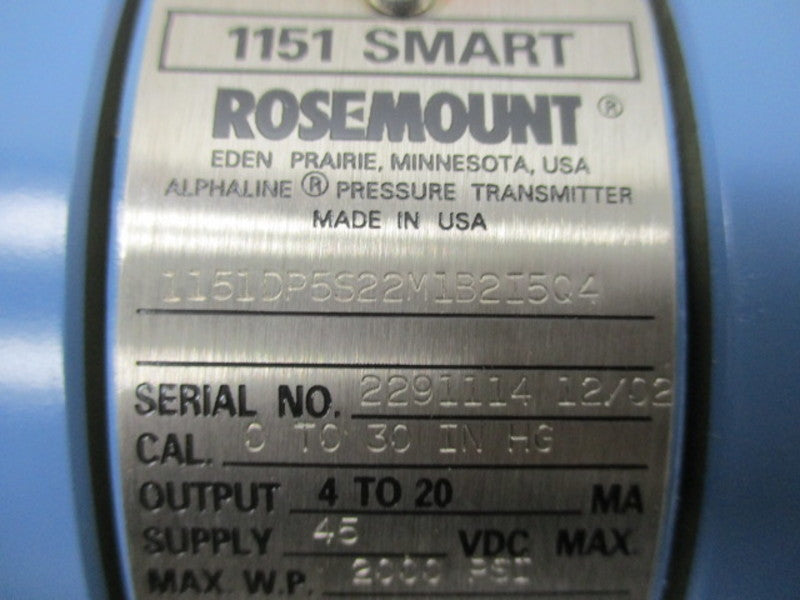 1151 SMART
ROSEMOUNT ®
EDEN PRAIRIE, MINNESOTA, USA
ALPHALINE ® PRESSURE TRANSMITTER
MADE IN USA
1151DP5S22M1B2I5Q4
SERIAL NO. 2291114 12/02
CAL. 0 TO 30 IN HG
OUTPUT 4 TO 20 MA
SUPPLY 45 VDC MAX.
MAX W.P. 2000 PSI